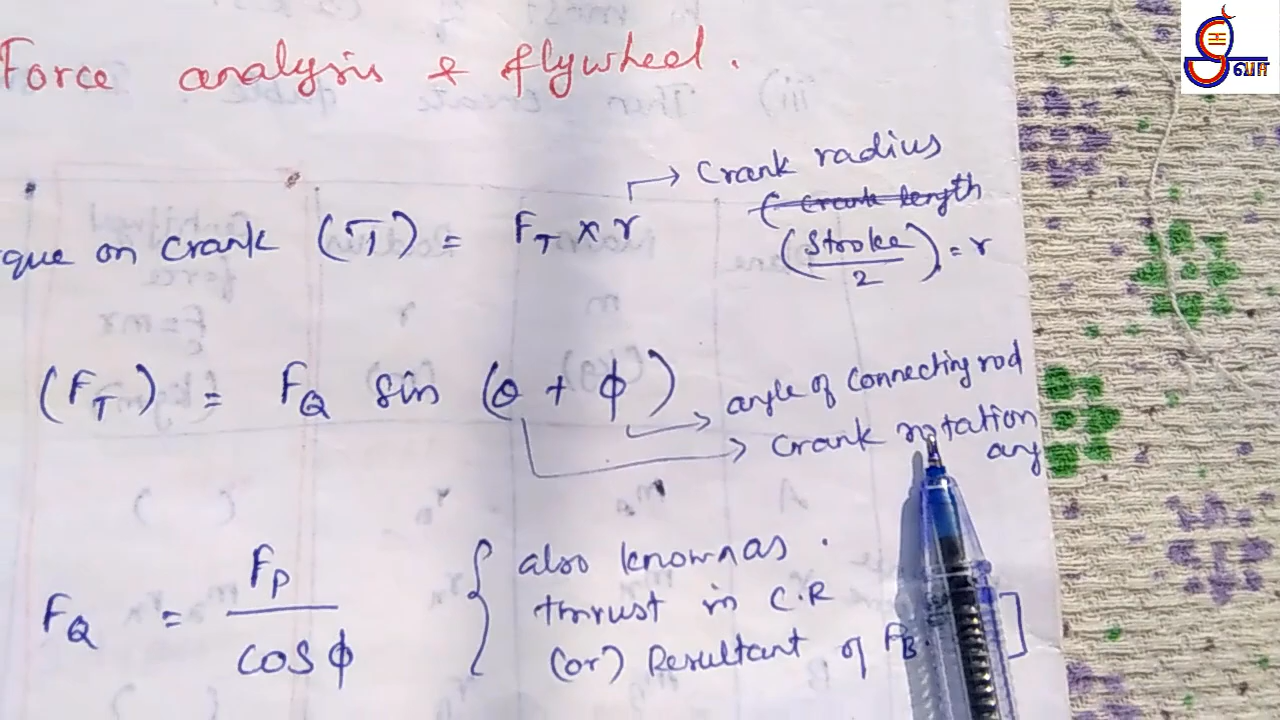 Force analysis & flywheel.
que on crank (T) = F_T × r → Crank radius
( crank length
(Stroke/2) = r
(F_T) = F_Q sin (θ + φ) → angle of connecting rod
→ crank rotation
ang
F_Q = F_P / cos φ { also known as
thrust in C.R
(or) Resultant of
வா